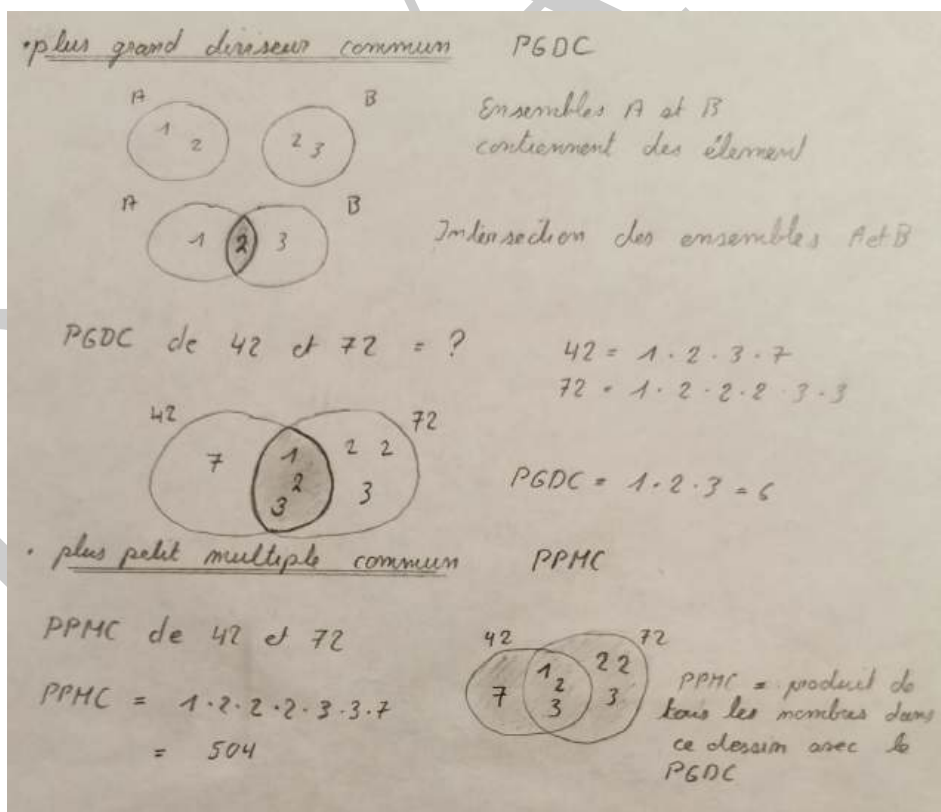 • plus grand diviseur commun PGDC
A B
1 2 2 3
Ensembles A et B
contiennent des élement
A B
1 2 3
Intersection des ensembles A et B
PGDC de 42 et 72 = ?
42 = 1 · 2 · 3 · 7
72 = 1 · 2 · 2 · 2 · 3 · 3
42 72
7 1 2 3 2 2 3
PGDC = 1 · 2 · 3 = 6
• plus petit multiple commun PPMC
PPMC de 42 et 72
PPMC = 1 · 2 · 2 · 2 · 3 · 3 · 7
= 504
42 72
7 1 2 3 2 2 3
PPMC = produit de
tous les nombres dans
ce dessin avec le
PGDC